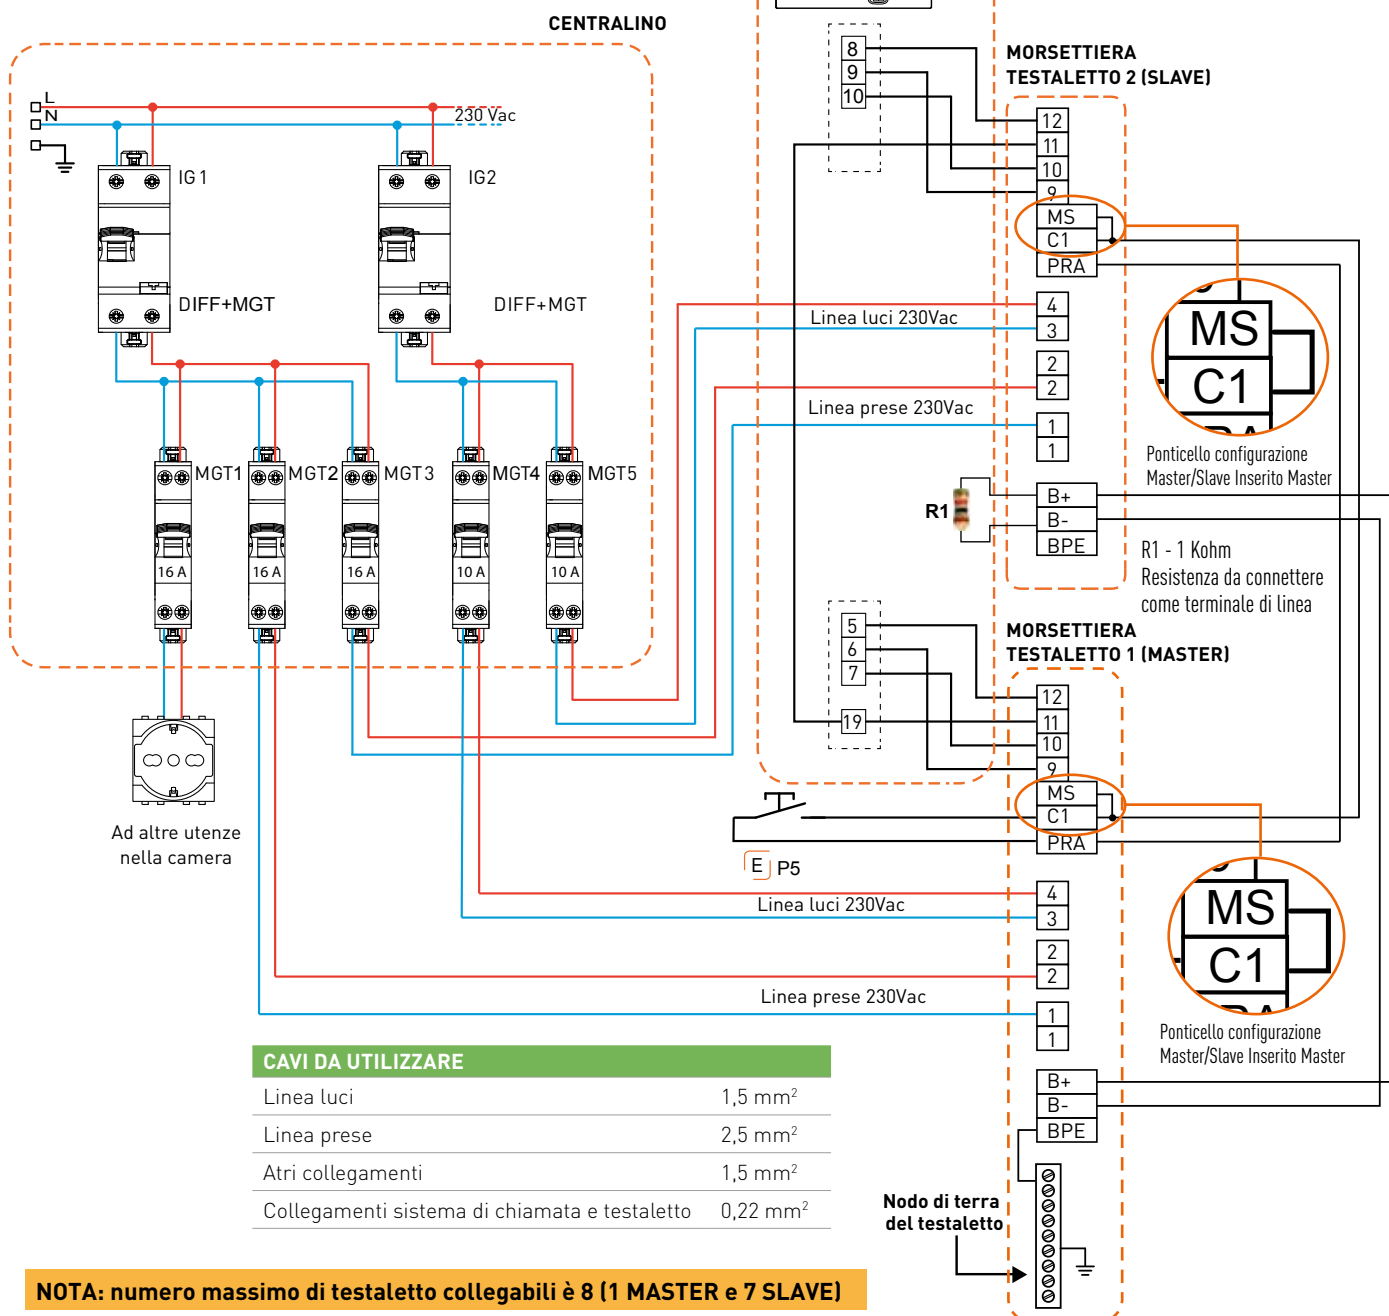 CENTRALINO
L
N
230 Vac
IG1
IG2
DIFF+MGT
DIFF+MGT
MGT1
MGT2
MGT3
MGT4
MGT5
16 A
16 A
16 A
10 A
10 A
Ad altre utenze
nella camera
8
9
10
MORSETTIERA
TESTALETTO 2 (SLAVE)
12
11
10
9
MS
C1
PRA
Linea luci 230Vac
4
3
2
2
Linea prese 230Vac
1
1
MS
C1
Ponticello configurazione
Master/Slave Inserito Master
R1
B+
B-
BPE
R1 - 1 Kohm
Resistenza da connettere
come terminale di linea
5
6
7
19
MORSETTIERA
TESTALETTO 1 (MASTER)
12
11
10
9
MS
C1
PRA
E P5
4
3
Linea luci 230Vac
2
2
Linea prese 230Vac
1
1
MS
C1
Ponticello configurazione
Master/Slave Inserito Master
B+
B-
BPE
Nodo di terra
del testaletto
CAVI DA UTILIZZARE
Linea luci 1,5 mm²
Linea prese 2,5 mm²
Atri collegamenti 1,5 mm²
Collegamenti sistema di chiamata e testaletto 0,22 mm²
NOTA: numero massimo di testaletto collegabili è 8 (1 MASTER e 7 SLAVE)